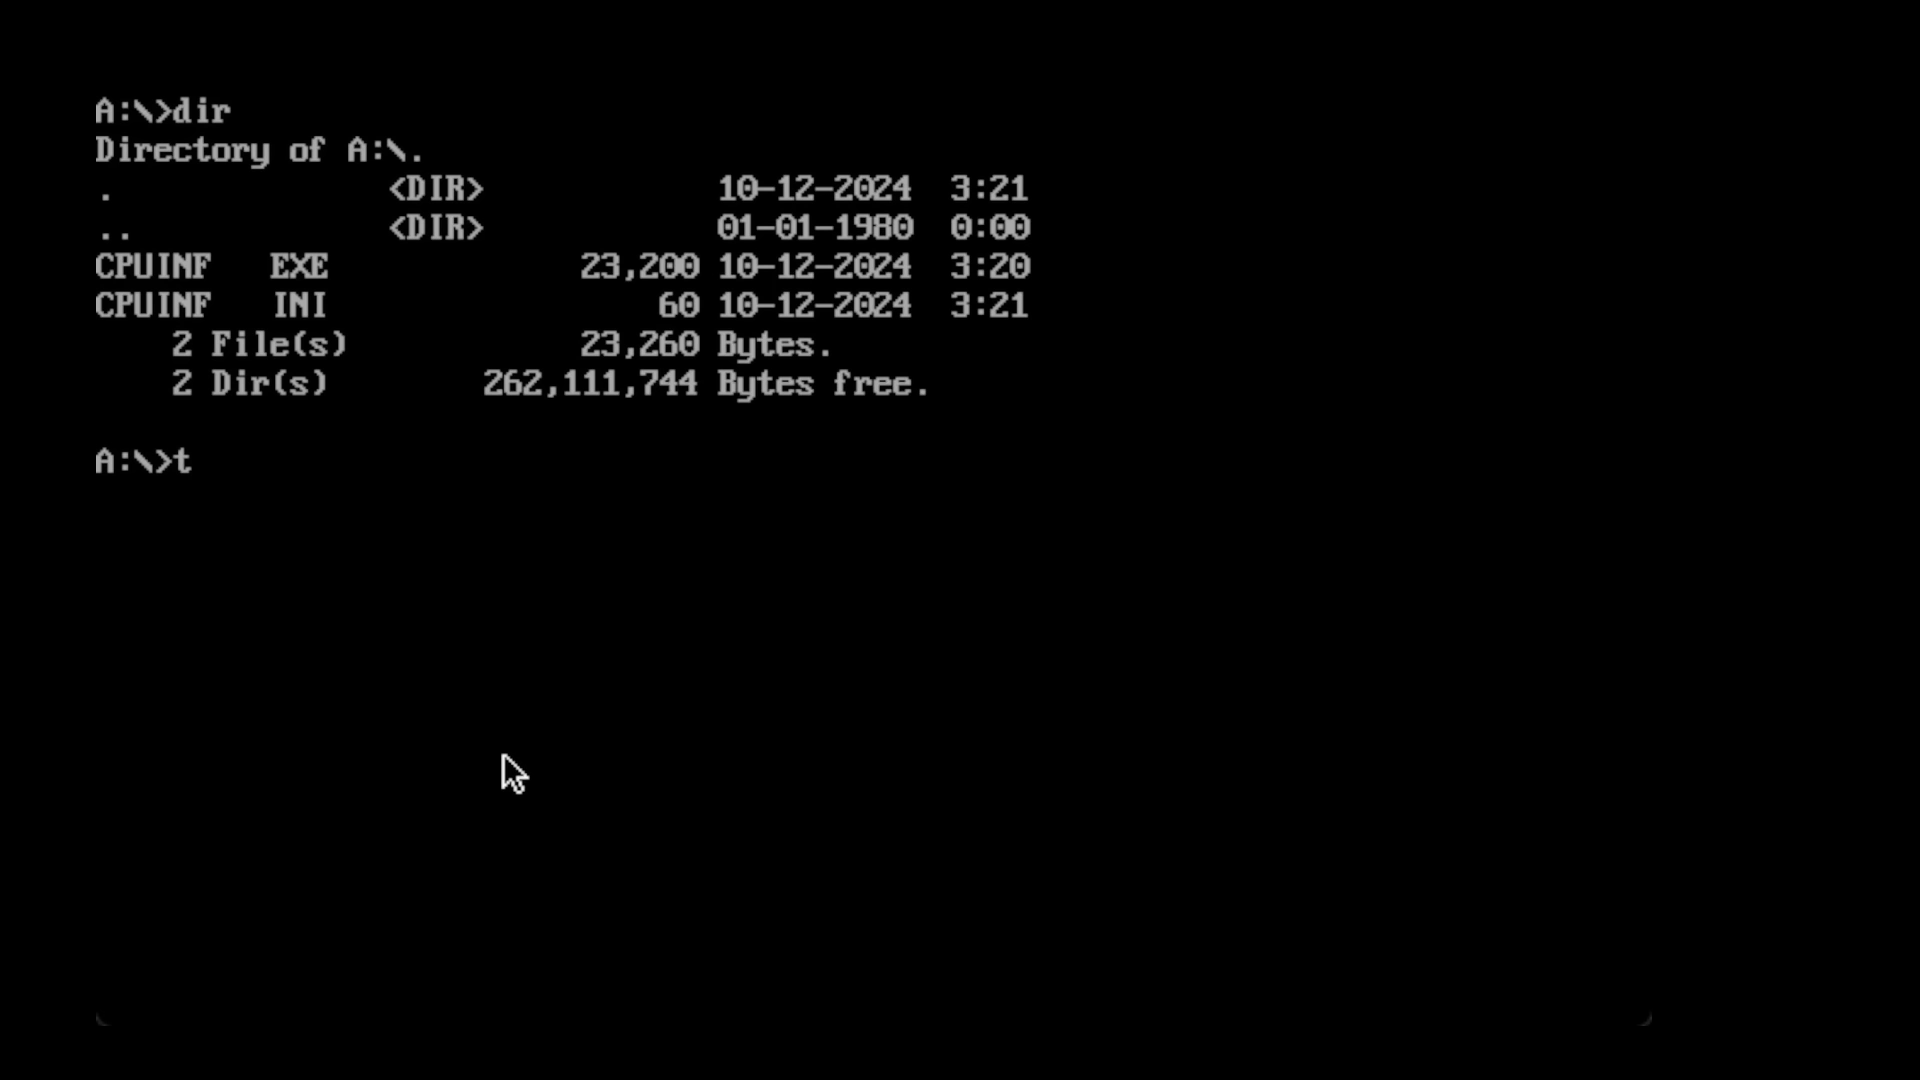 A:\>dir
Directory of A:\.
.              <DIR>            10-12-2024  3:21
..             <DIR>            01-01-1980  0:00
CPUINF   EXE             23,200 10-12-2024  3:20
CPUINF   INI                 60 10-12-2024  3:21
    2 File(s)            23,260 Bytes.
    2 Dir(s)        262,111,744 Bytes free.
A:\>t